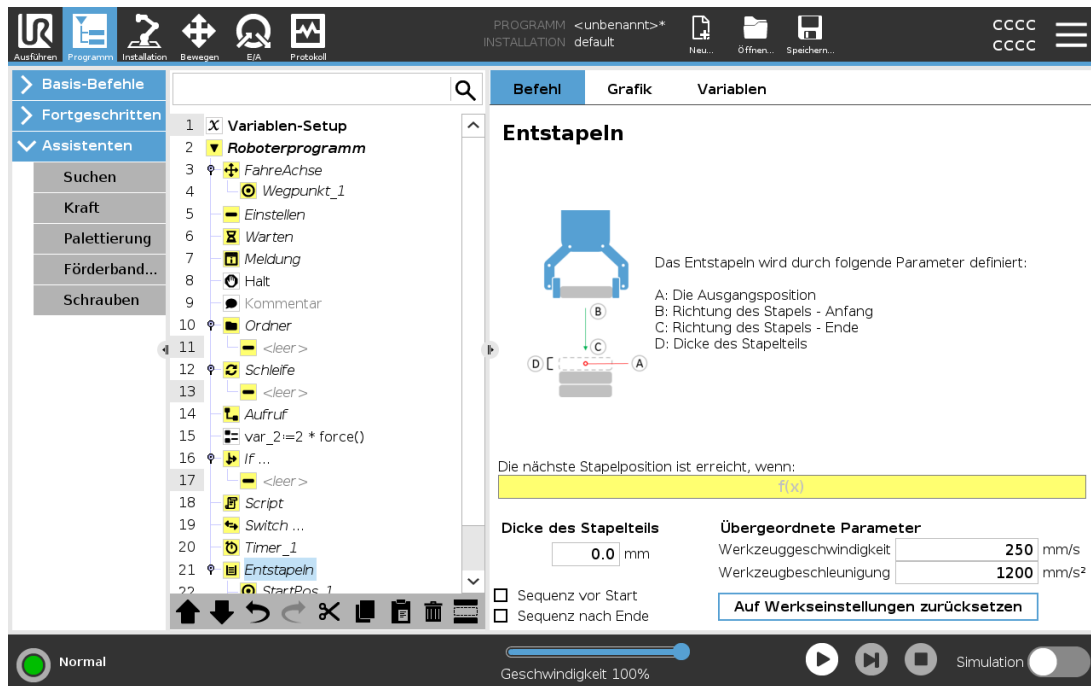 PROGRAMM <unbenannt>*
INSTALLATION default
CCCC
CCCC
UR
Ausführen Programm Installation Bewegen E/A Protokoll Neu... Öffnen... Speichern...
Basis-Befehle
Fortgeschritten
Assistenten
Suchen
Kraft
Palettierung
Förderband...
Schrauben
1 X Variablen-Setup
2 Roboterprogramm
3 FahreAchse
4 Wegpunkt_1
5 Einstellen
6 Warten
7 Meldung
8 Halt
9 Kommentar
10 Ordner
11 <leer>
12 Schleife
13 <leer>
14 Aufruf
15 var_2:=2 * force()
16 If ...
17 <leer>
18 Script
19 Switch ...
20 Timer_1
21 Entstapeln
22 StartPos_1
Befehl Grafik Variablen
Entstapeln
B
C
D
A
Das Entstapeln wird durch folgende Parameter definiert:
A: Die Ausgangsposition
B: Richtung des Stapels - Anfang
C: Richtung des Stapels - Ende
D: Dicke des Stapelteils
Die nächste Stapelposition ist erreicht, wenn:
f(x)
Dicke des Stapelteils
0.0 mm
Sequenz vor Start
Sequenz nach Ende
Übergeordnete Parameter
Werkzeuggeschwindigkeit 250 mm/s
Werkzeugbeschleunigung 1200 mm/s²
Auf Werkseinstellungen zurücksetzen
Normal
Geschwindigkeit 100%
Simulation